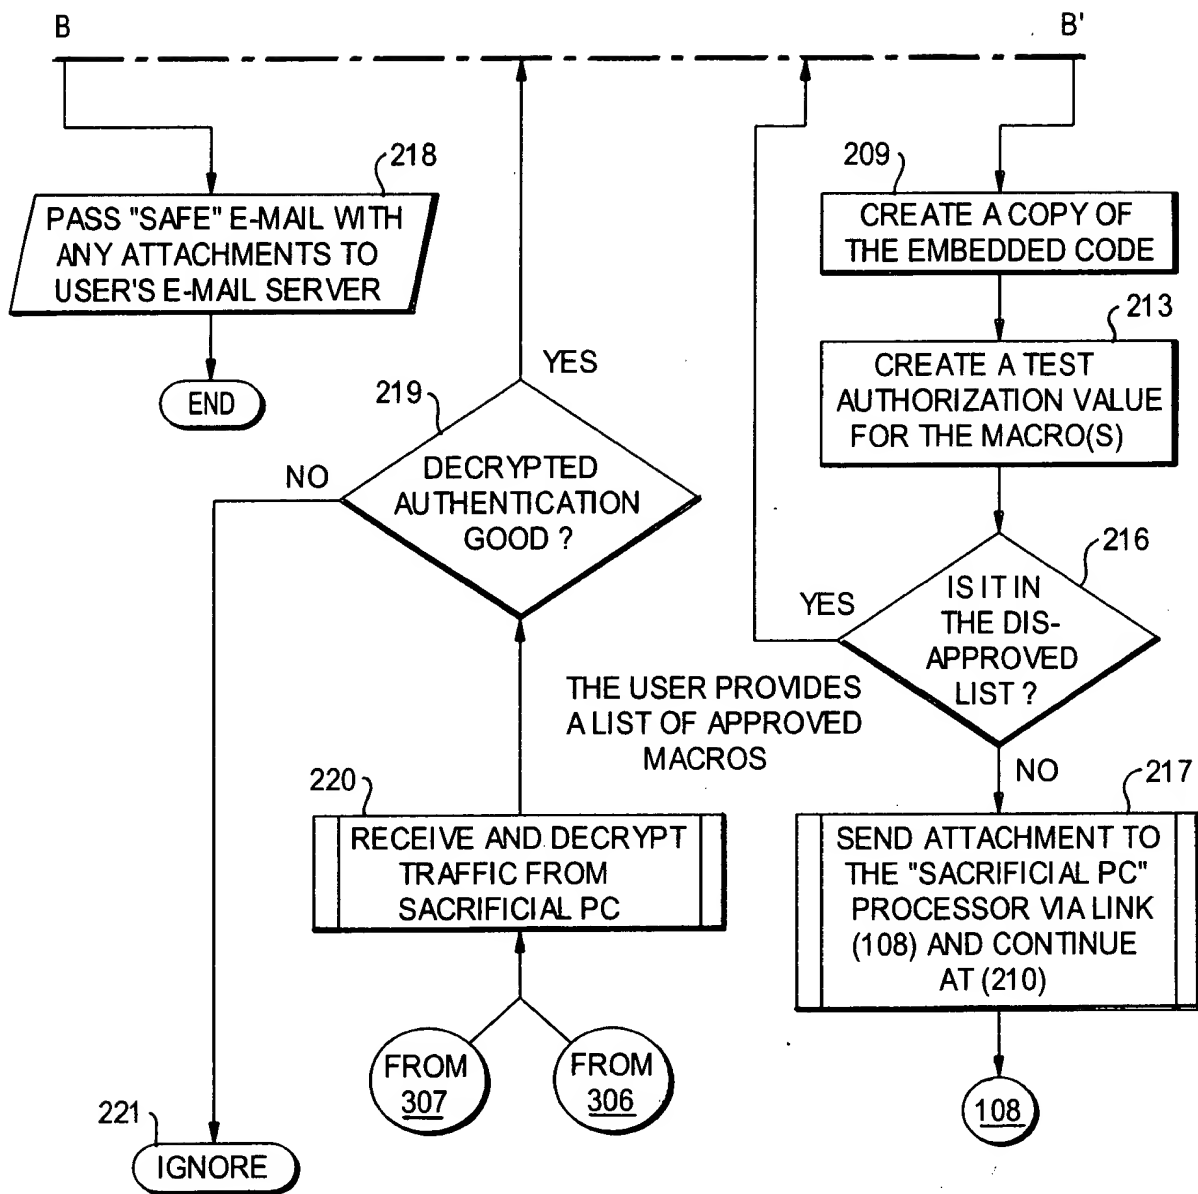 B
B'
218
PASS "SAFE" E-MAIL WITH
ANY ATTACHMENTS TO
USER'S E-MAIL SERVER
END
209
CREATE A COPY OF
THE EMBEDDED CODE
213
CREATE A TEST
AUTHORIZATION VALUE
FOR THE MACRO(S)
YES
219
DECRYPTED
AUTHENTICATION
GOOD ?
NO
216
IS IT IN
THE DIS-
APPROVED
LIST ?
YES
NO
THE USER PROVIDES
A LIST OF APPROVED
MACROS
220
RECEIVE AND DECRYPT
TRAFFIC FROM
SACRIFICIAL PC
217
SEND ATTACHMENT TO
THE "SACRIFICIAL PC"
PROCESSOR VIA LINK
(108) AND CONTINUE
AT (210)
FROM
307
FROM
306
108
221
IGNORE